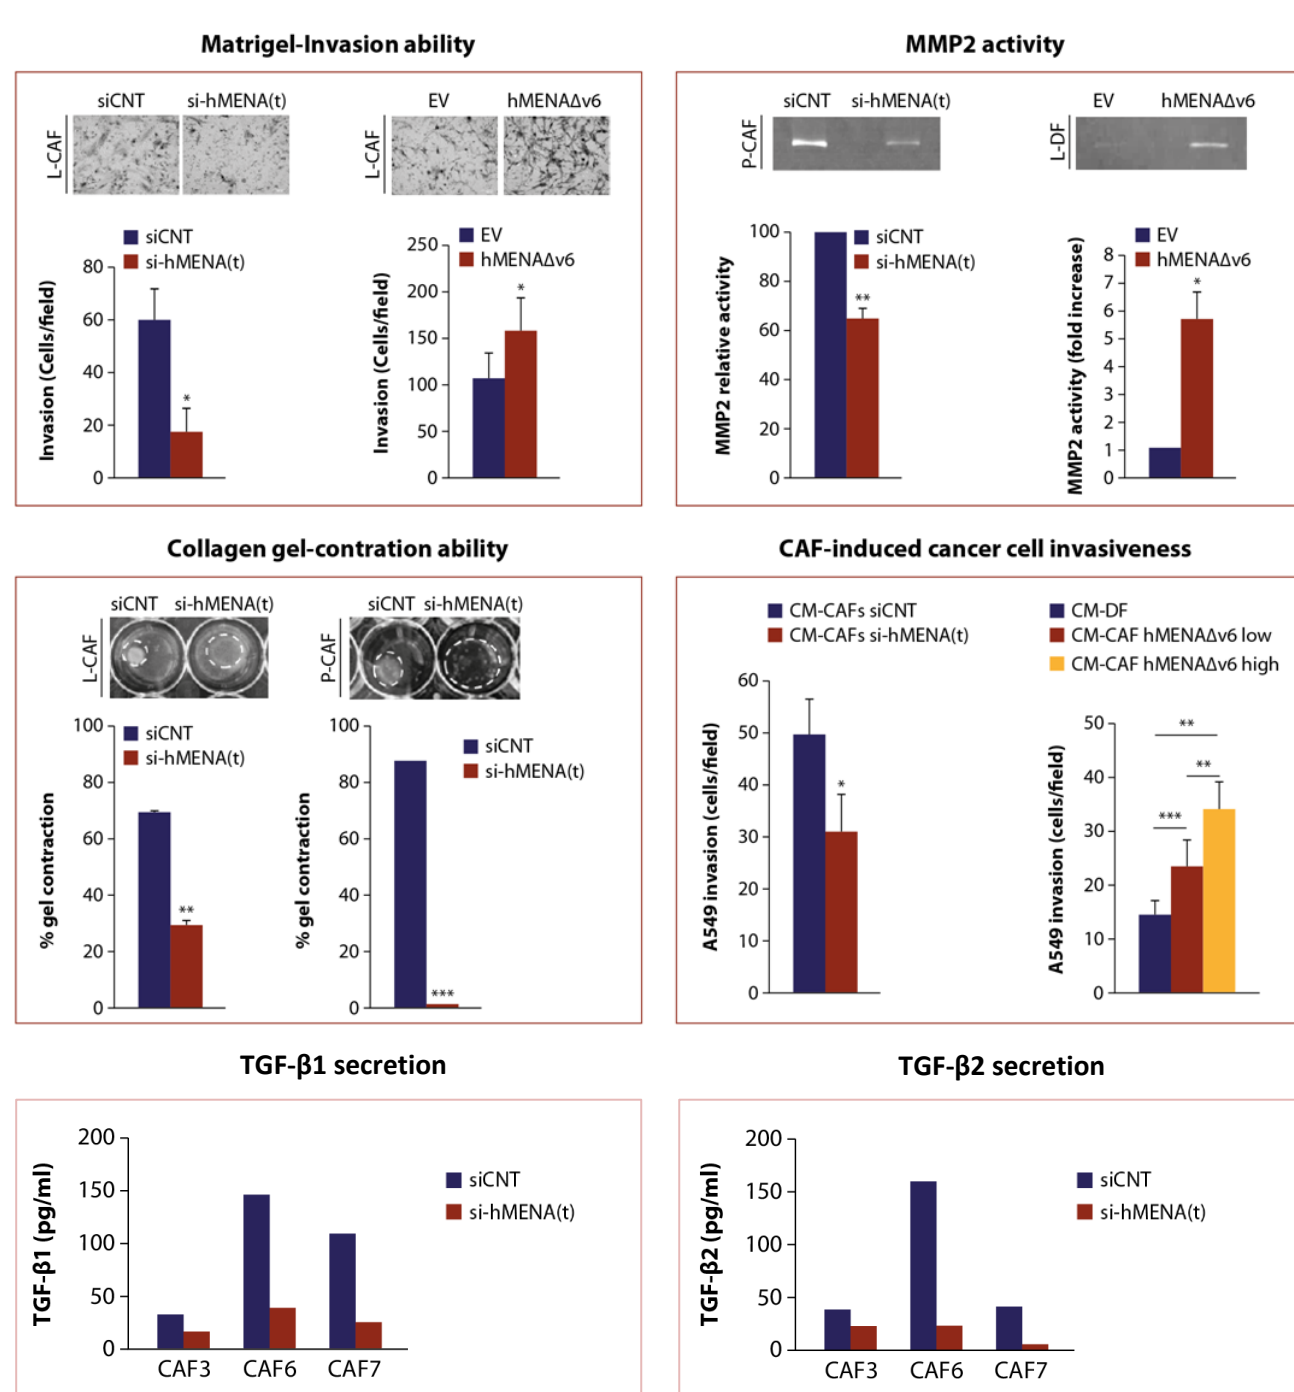 Matrigel-Invasion ability
siCNT si-hMENA(t)
L-CAF
EV hMENAΔv6
L-CAF
siCNT
si-hMENA(t)
Invasion (Cells/field)
80
60
40
20
0
*
EV
hMENAΔv6
Invasion (Cells/field)
250
200
150
100
50
0
*
MMP2 activity
siCNT si-hMENA(t)
P-CAF
EV hMENAΔv6
L-DF
siCNT
si-hMENA(t)
MMP2 relative activity
100
80
60
40
20
0
**
EV
hMENAΔv6
MMP2 activity (fold increase)
8
7
6
5
4
3
2
1
0
*
Collagen gel-contration ability
siCNT si-hMENA(t)
L-CAF
siCNT si-hMENA(t)
P-CAF
siCNT
si-hMENA(t)
% gel contraction
100
80
60
40
20
0
**
siCNT
si-hMENA(t)
% gel contraction
100
80
60
40
20
0
***
CAF-induced cancer cell invasiveness
CM-CAFs siCNT
CM-CAFs si-hMENA(t)
A549 invasion (cells/field)
60
50
40
30
20
10
0
*
CM-DF
CM-CAF hMENAΔv6 low
CM-CAF hMENAΔv6 high
A549 invasion (cells/field)
50
40
30
20
10
0
**
**
***
TGF-β1 secretion
TGF-β1 (pg/ml)
200
150
100
50
0
CAF3 CAF6 CAF7
siCNT
si-hMENA(t)
TGF-β2 secretion
TGF-β2 (pg/ml)
200
150
100
50
0
CAF3 CAF6 CAF7
siCNT
si-hMENA(t)